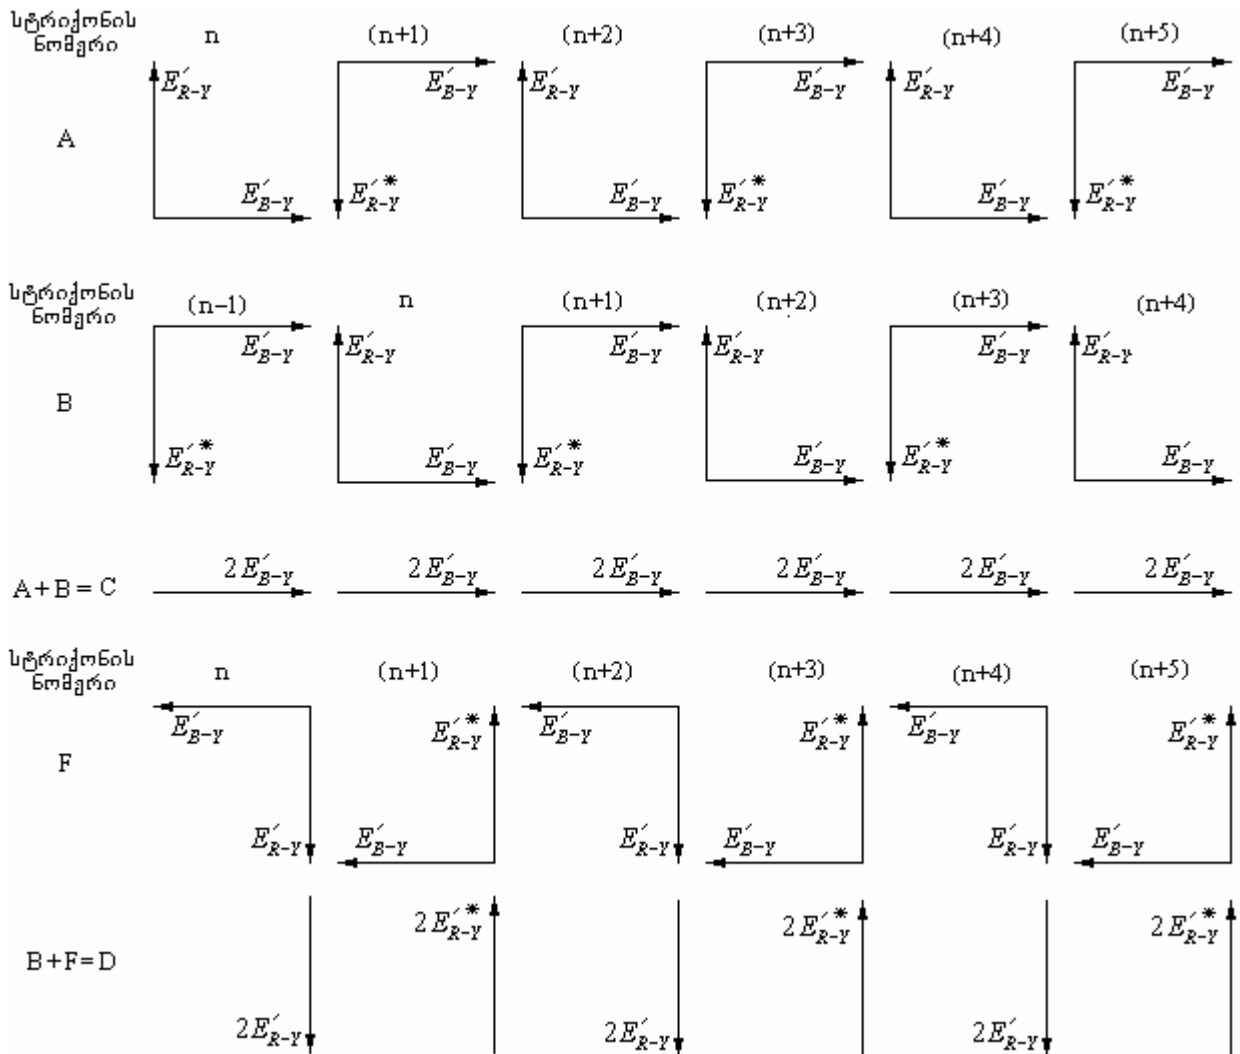 სტრიქონის n (n+1) (n+2) (n+3) (n+4) (n+5)
ნომერი
E′R−Y E′B−Y E′R−Y E′B−Y E′R−Y E′B−Y
A
E′B−Y E′*R−Y E′B−Y E′*R−Y E′B−Y E′*R−Y
სტრიქონის (n−1) n (n+1) (n+2) (n+3) (n+4)
ნომერი
E′B−Y E′R−Y E′B−Y E′R−Y E′B−Y E′R−Y
B
E′*R−Y E′B−Y E′*R−Y E′B−Y E′*R−Y E′B−Y
A+B=C 2E′B−Y 2E′B−Y 2E′B−Y 2E′B−Y 2E′B−Y 2E′B−Y
სტრიქონის n (n+1) (n+2) (n+3) (n+4) (n+5)
ნომერი
E′B−Y E′*R−Y E′B−Y E′*R−Y E′B−Y E′*R−Y
F
E′R−Y E′B−Y E′R−Y E′B−Y E′R−Y E′B−Y
2E′*R−Y 2E′*R−Y 2E′*R−Y
B+F=D
2E′R−Y 2E′R−Y 2E′R−Y